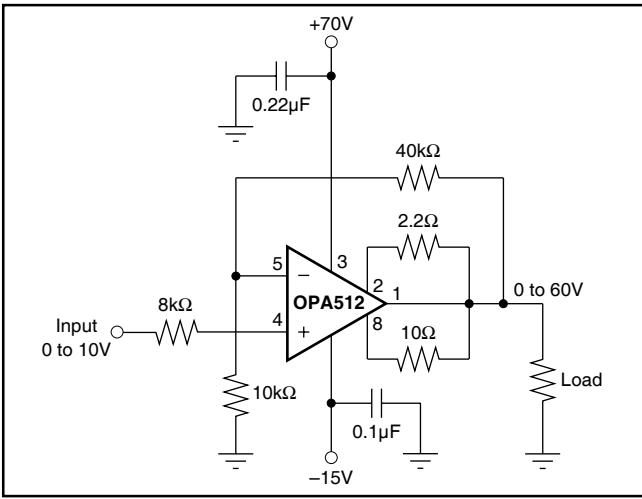 +70V
0.22µF
40kΩ
2.2Ω
5
−
3
2
1
0 to 60V
OPA512
8kΩ
4
+
8
10Ω
Input
0 to 10V
10kΩ
Load
0.1µF
–15V